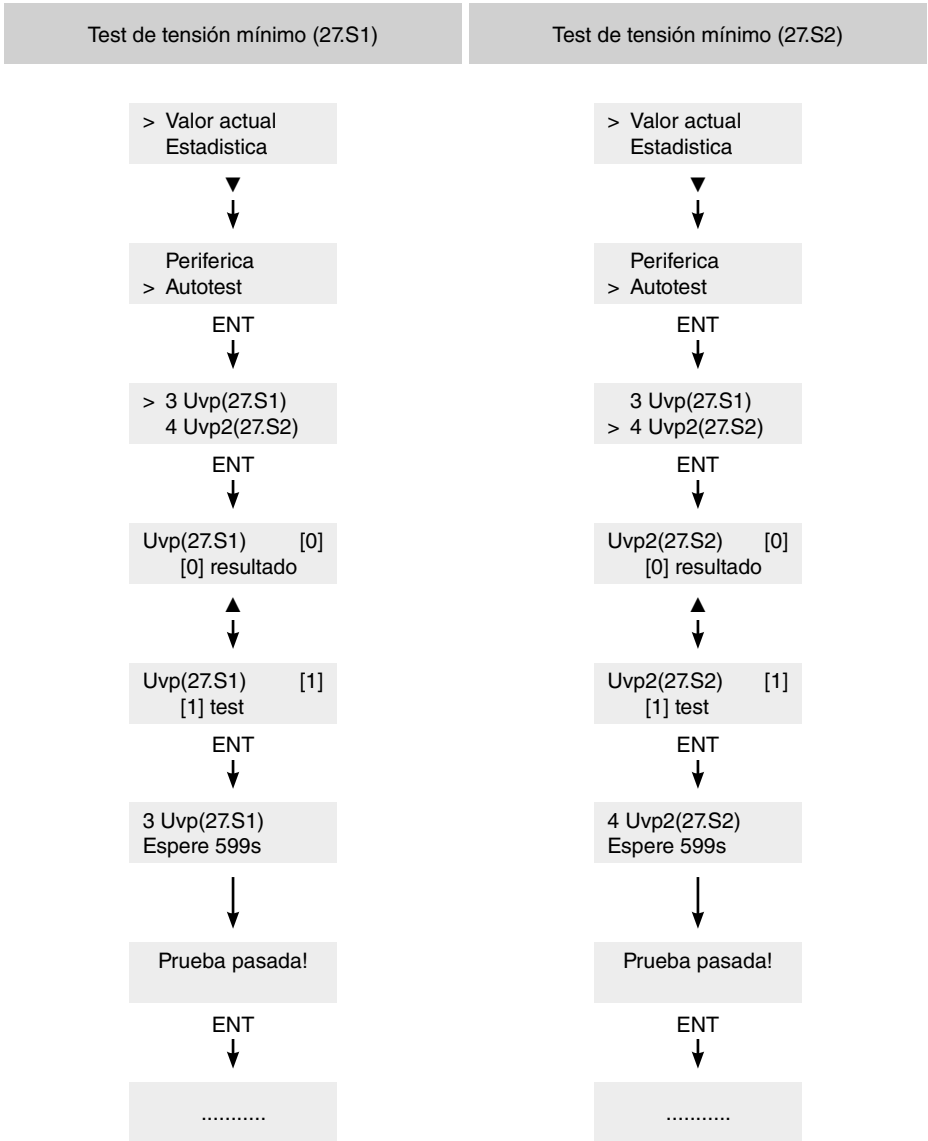 Test de tensión mínimo (27.S1)
> Valor actual
Estadistica
▼
Periferica
> Autotest
ENT
> 3 Uvp(27.S1)
4 Uvp2(27.S2)
ENT
Uvp(27.S1) [0]
[0] resultado
▲
Uvp(27.S1) [1]
[1] test
ENT
3 Uvp(27.S1)
Espere 599s
Prueba pasada!
ENT
...........
Test de tensión mínimo (27.S2)
> Valor actual
Estadistica
▼
Periferica
> Autotest
ENT
3 Uvp(27.S1)
> 4 Uvp2(27.S2)
ENT
Uvp2(27.S2) [0]
[0] resultado
▲
Uvp2(27.S2) [1]
[1] test
ENT
4 Uvp2(27.S2)
Espere 599s
Prueba pasada!
ENT
...........